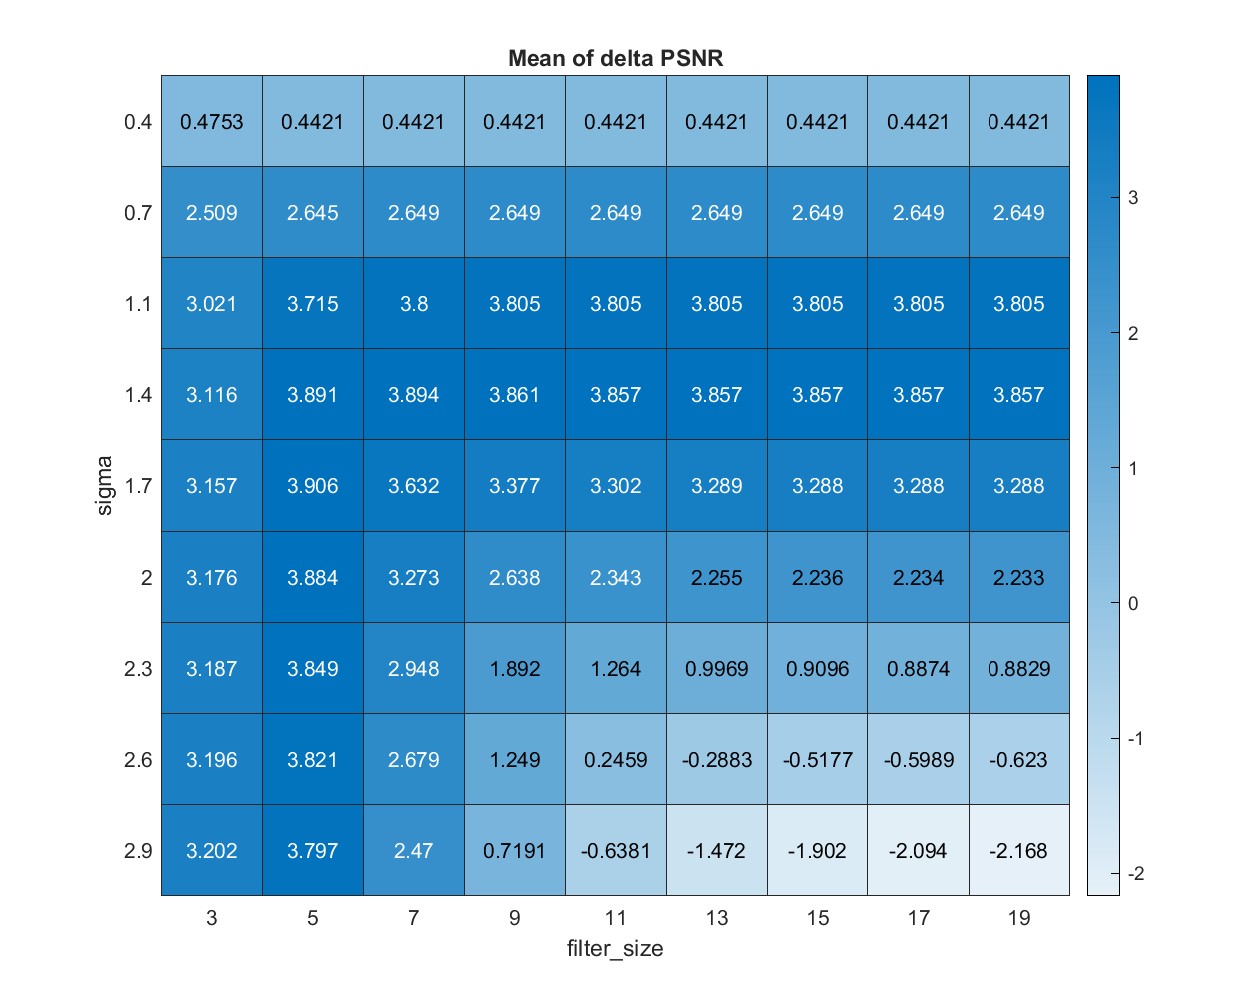 Mean of delta PSNR
0.4 0.4753 0.4421 0.4421 0.4421 0.4421 0.4421 0.4421 0.4421 0.4421
0.7 2.509 2.645 2.649 2.649 2.649 2.649 2.649 2.649 2.649
3
1.1 3.021 3.715 3.8 3.805 3.805 3.805 3.805 3.805 3.805
2
1.4 3.116 3.891 3.894 3.861 3.857 3.857 3.857 3.857 3.857
1
sigma
1.7 3.157 3.906 3.632 3.377 3.302 3.289 3.288 3.288 3.288
2 3.176 3.884 3.273 2.638 2.343 2.255 2.236 2.234 2.233
0
2.3 3.187 3.849 2.948 1.892 1.264 0.9969 0.9096 0.8874 0.8829
-1
2.6 3.196 3.821 2.679 1.249 0.2459 -0.2883 -0.5177 -0.5989 -0.623
2.9 3.202 3.797 2.47 0.7191 -0.6381 -1.472 -1.902 -2.094 -2.168
-2
3 5 7 9 11 13 15 17 19
filter_size